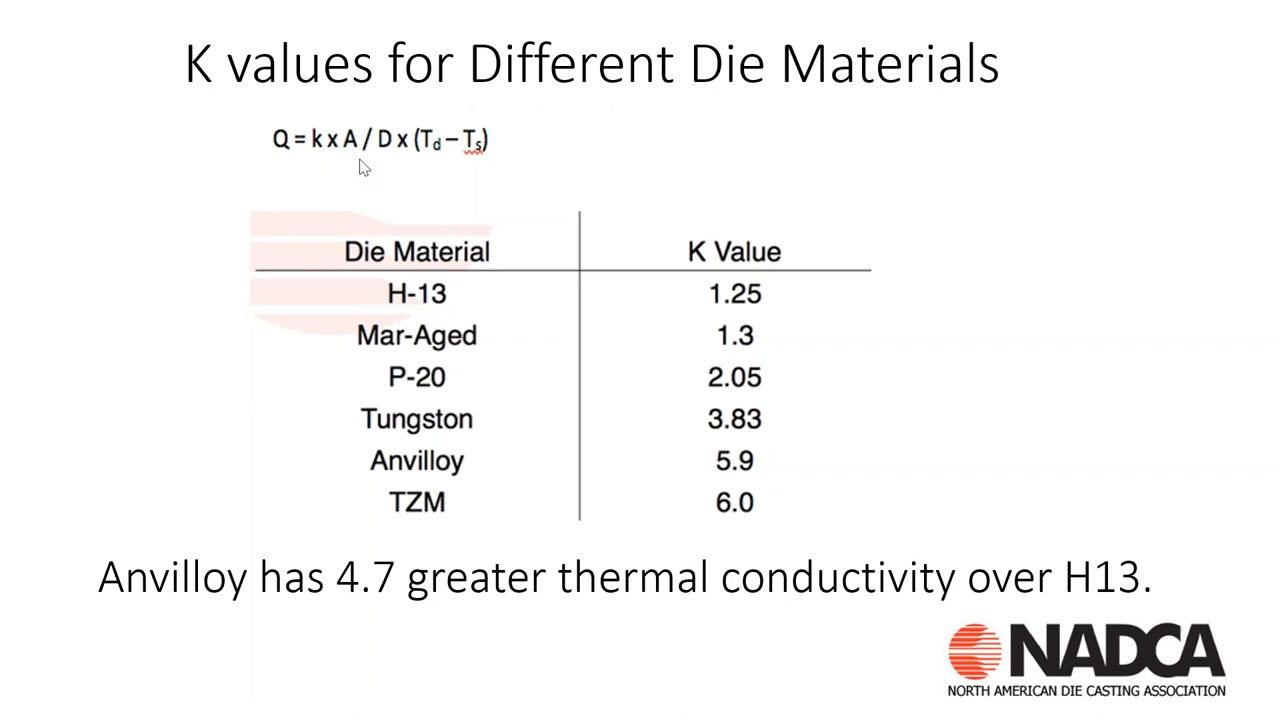 K values for Different Die Materials
Q = k x A / D x (Td – Ts)
Die Material K Value
H-13 1.25
Mar-Aged 1.3
P-20 2.05
Tungston 3.83
Anvilloy 5.9
TZM 6.0
Anvilloy has 4.7 greater thermal conductivity over H13.
NADCA
NORTH AMERICAN DIE CASTING ASSOCIATION